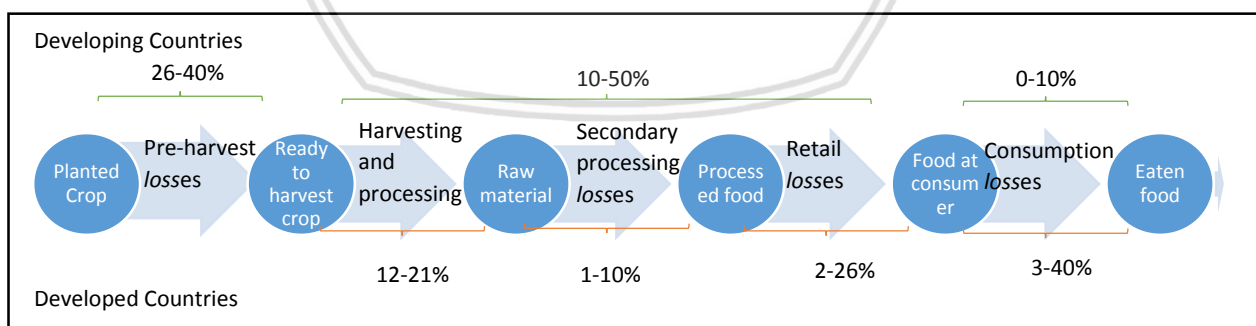 Developing Countries
26-40%
10-50%
0-10%
Planted
Crop
Pre-harvest
losses
Ready
to
harvest
crop
Harvesting
and
processing
Raw
material
Secondary
processing
losses
Process
ed food
Retail
losses
Food at
consum
er
Consumption
losses
Eaten
food
12-21%
1-10%
2-26%
3-40%
Developed Countries